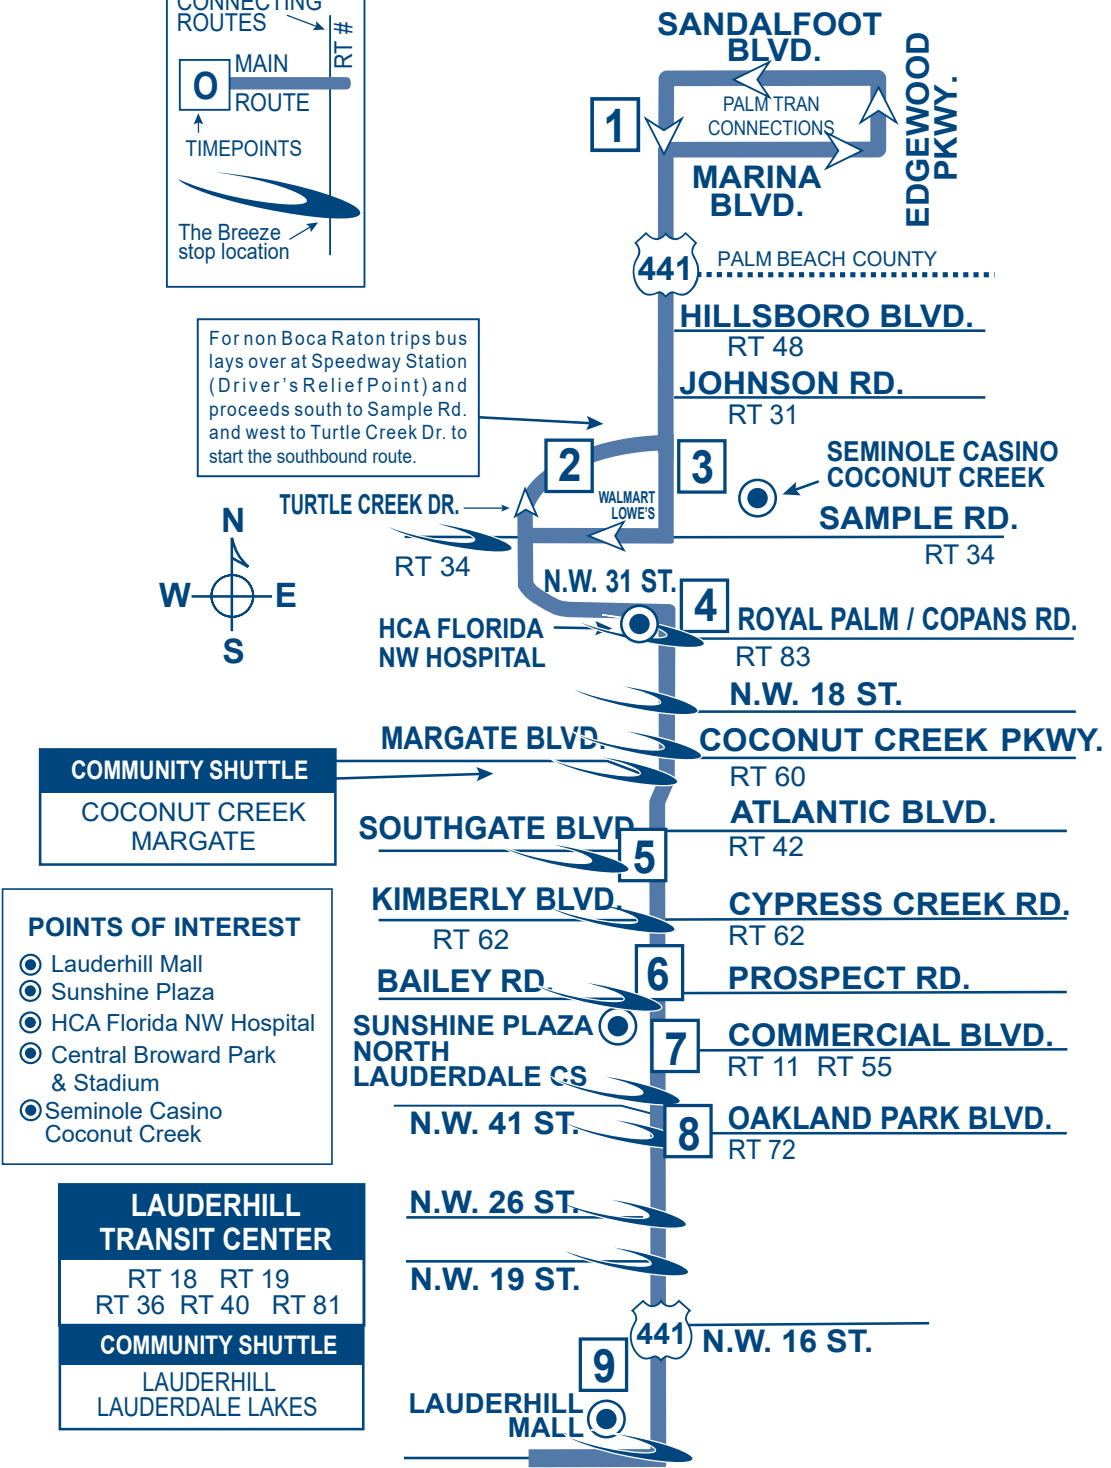 CONNECTING
ROUTES
RT #
O
MAIN
ROUTE
TIMEPOINTS
The Breeze
stop location
SANDALFOOT
BLVD.
1
PALM TRAN
CONNECTIONS
EDGEWOOD
PKWY.
MARINA
BLVD.
441
PALM BEACH COUNTY
HILLSBORO BLVD.
RT 48
For non Boca Raton trips bus
lays over at Speedway Station
(Driver's Relief Point) and
proceeds south to Sample Rd.
and west to Turtle Creek Dr. to
start the southbound route.
JOHNSON RD.
RT 31
2
3
SEMINOLE CASINO
COCONUT CREEK
TURTLE CREEK DR.
WALMART
LOWE'S
SAMPLE RD.
RT 34
RT 34
N
W
E
S
N.W. 31 ST.
4
ROYAL PALM / COPANS RD.
RT 83
HCA FLORIDA
NW HOSPITAL
N.W. 18 ST.
MARGATE BLVD.
COCONUT CREEK PKWY.
RT 60
COMMUNITY SHUTTLE
COCONUT CREEK
MARGATE
ATLANTIC BLVD.
RT 42
SOUTHGATE BLVD
5
KIMBERLY BLVD.
RT 62
CYPRESS CREEK RD.
RT 62
POINTS OF INTEREST
Lauderhill Mall
Sunshine Plaza
HCA Florida NW Hospital
Central Broward Park
& Stadium
Seminole Casino
Coconut Creek
BAILEY RD.
6
PROSPECT RD.
SUNSHINE PLAZA
NORTH
LAUDERDALE CS
7
COMMERCIAL BLVD.
RT 11 RT 55
N.W. 41 ST.
8
OAKLAND PARK BLVD.
RT 72
LAUDERHILL
TRANSIT CENTER
RT 18 RT 19
RT 36 RT 40 RT 81
COMMUNITY SHUTTLE
LAUDERHILL
LAUDERDALE LAKES
N.W. 26 ST.
N.W. 19 ST.
441
N.W. 16 ST.
9
LAUDERHILL
MALL